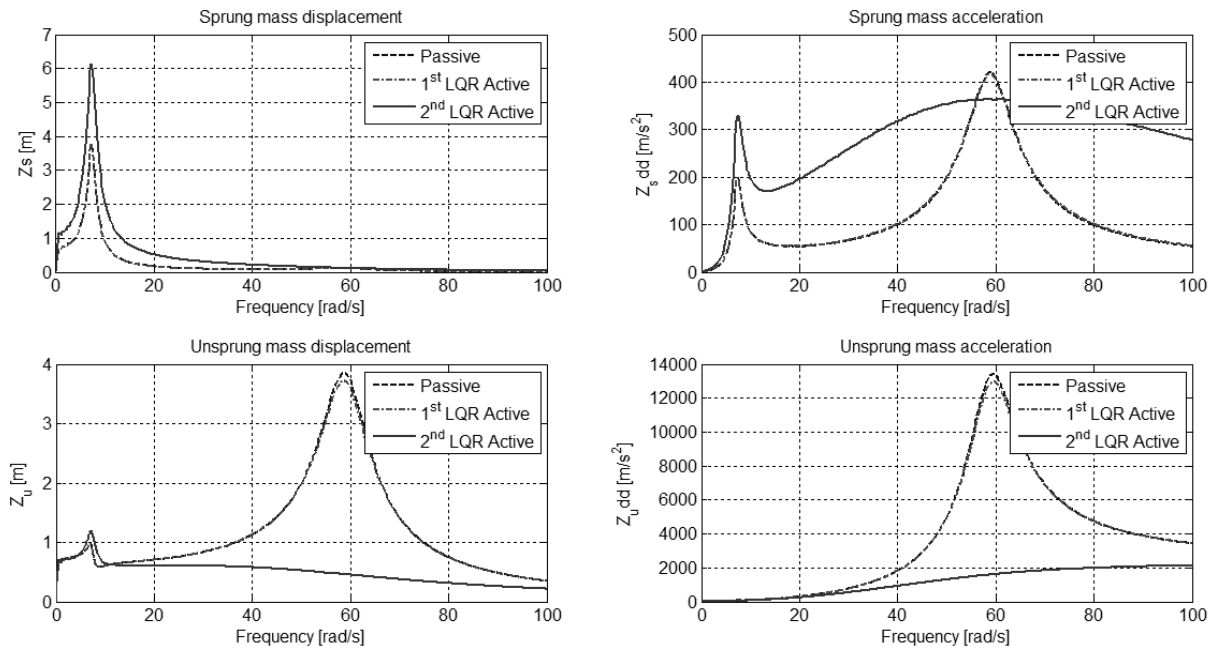 Sprung mass displacement
7
6
5
4
3
2
1
0
Zs [m]
0 20 40 60 80 100
Frequency [rad/s]
Passive
1st LQR Active
2nd LQR Active
Sprung mass acceleration
500
400
300
200
100
0
Z_s dd [m/s²]
0 20 40 60 80 100
Frequency [rad/s]
Passive
1st LQR Active
2nd LQR Active
Unsprung mass displacement
4
3
2
1
0
Z_u [m]
0 20 40 60 80 100
Frequency [rad/s]
Passive
1st LQR Active
2nd LQR Active
Unsprung mass acceleration
14000
12000
10000
8000
6000
4000
2000
0
Z_u dd [m/s²]
0 20 40 60 80 100
Frequency [rad/s]
Passive
1st LQR Active
2nd LQR Active